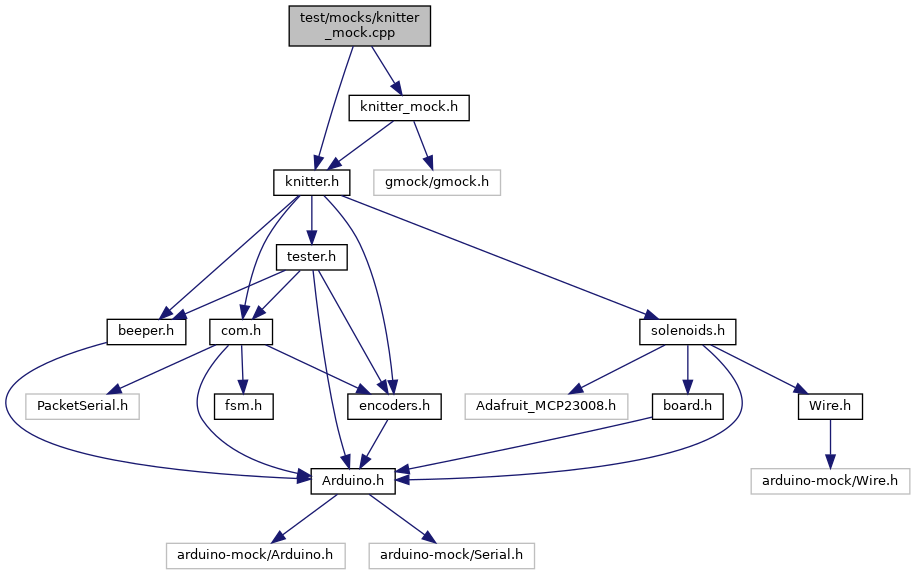 test/mocks/knitter
_mock.cpp
knitter_mock.h
knitter.h
gmock/gmock.h
tester.h
beeper.h
com.h
solenoids.h
PacketSerial.h
fsm.h
encoders.h
Adafruit_MCP23008.h
board.h
Wire.h
Arduino.h
arduino-mock/Wire.h
arduino-mock/Arduino.h
arduino-mock/Serial.h